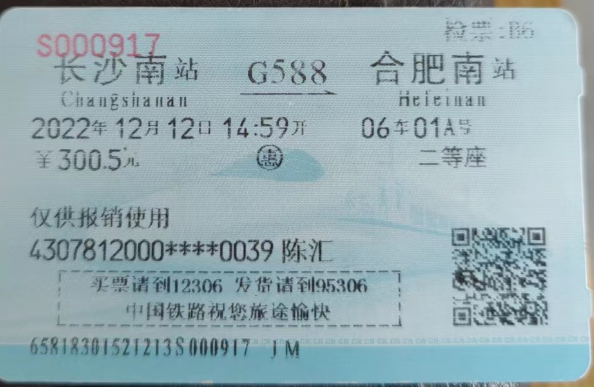 检票:B6
S000917
长沙南站 G588 合肥南站
Changshanan Hefeinan
2022年12月12日 14:59开 06车01A号
￥300.5元 惠 二等座
仅供报销使用
4307812000****0039 陈汇
买票请到12306 发货请到95306
中国铁路祝您旅途愉快
65818301521213S000917 JM